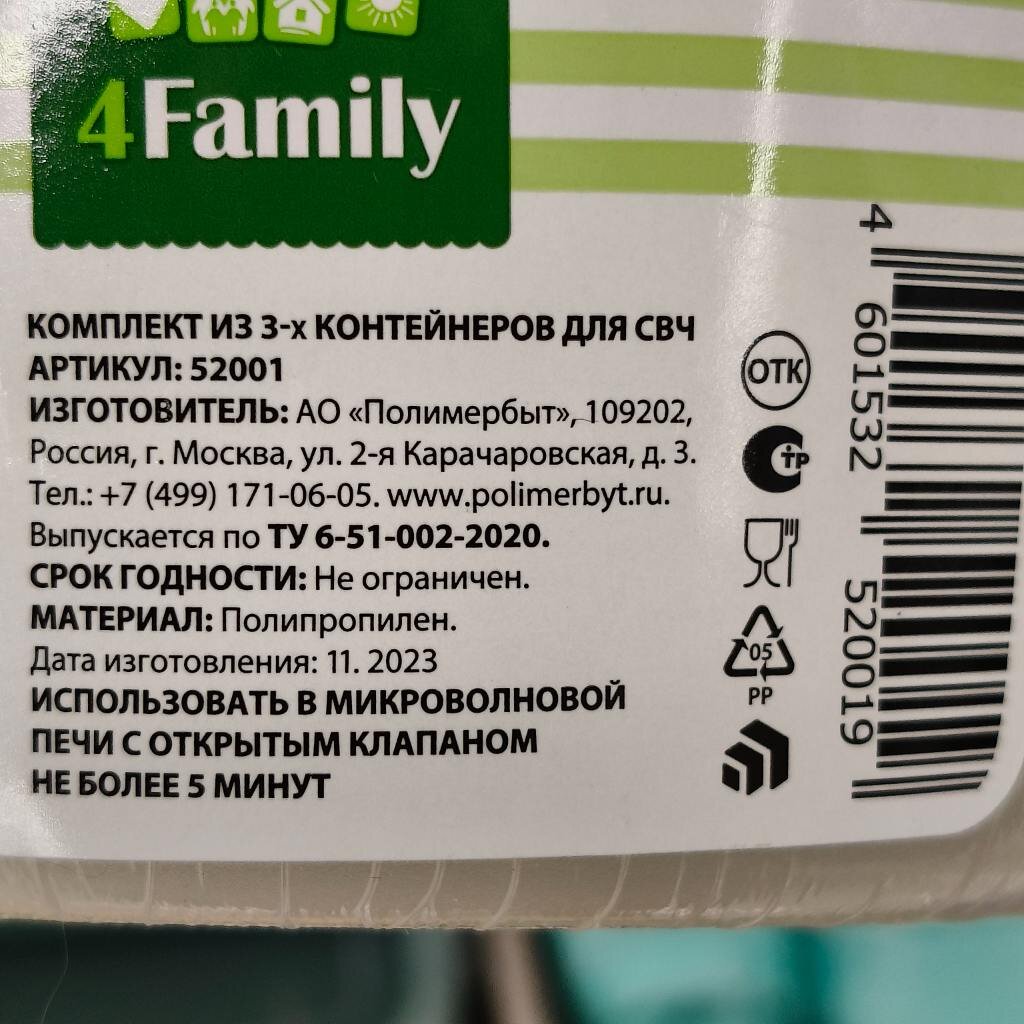 4Family
КОМПЛЕКТ ИЗ 3-х КОНТЕЙНЕРОВ ДЛЯ СВЧ
АРТИКУЛ: 52001
ИЗГОТОВИТЕЛЬ: АО «Полимербыт», 109202,
Россия, г. Москва, ул. 2-я Карачаровская, д. 3.
Тел.: +7 (499) 171-06-05. www.polimerbyt.ru.
Выпускается по ТУ 6-51-002-2020.
СРОК ГОДНОСТИ: Не ограничен.
МАТЕРИАЛ: Полипропилен.
Дата изготовления: 11. 2023
ИСПОЛЬЗОВАТЬ В МИКРОВОЛНОВОЙ
ПЕЧИ С ОТКРЫТЫМ КЛАПАНОМ
НЕ БОЛЕЕ 5 МИНУТ
ОТК
СТР
05
PP
4 601532 520019